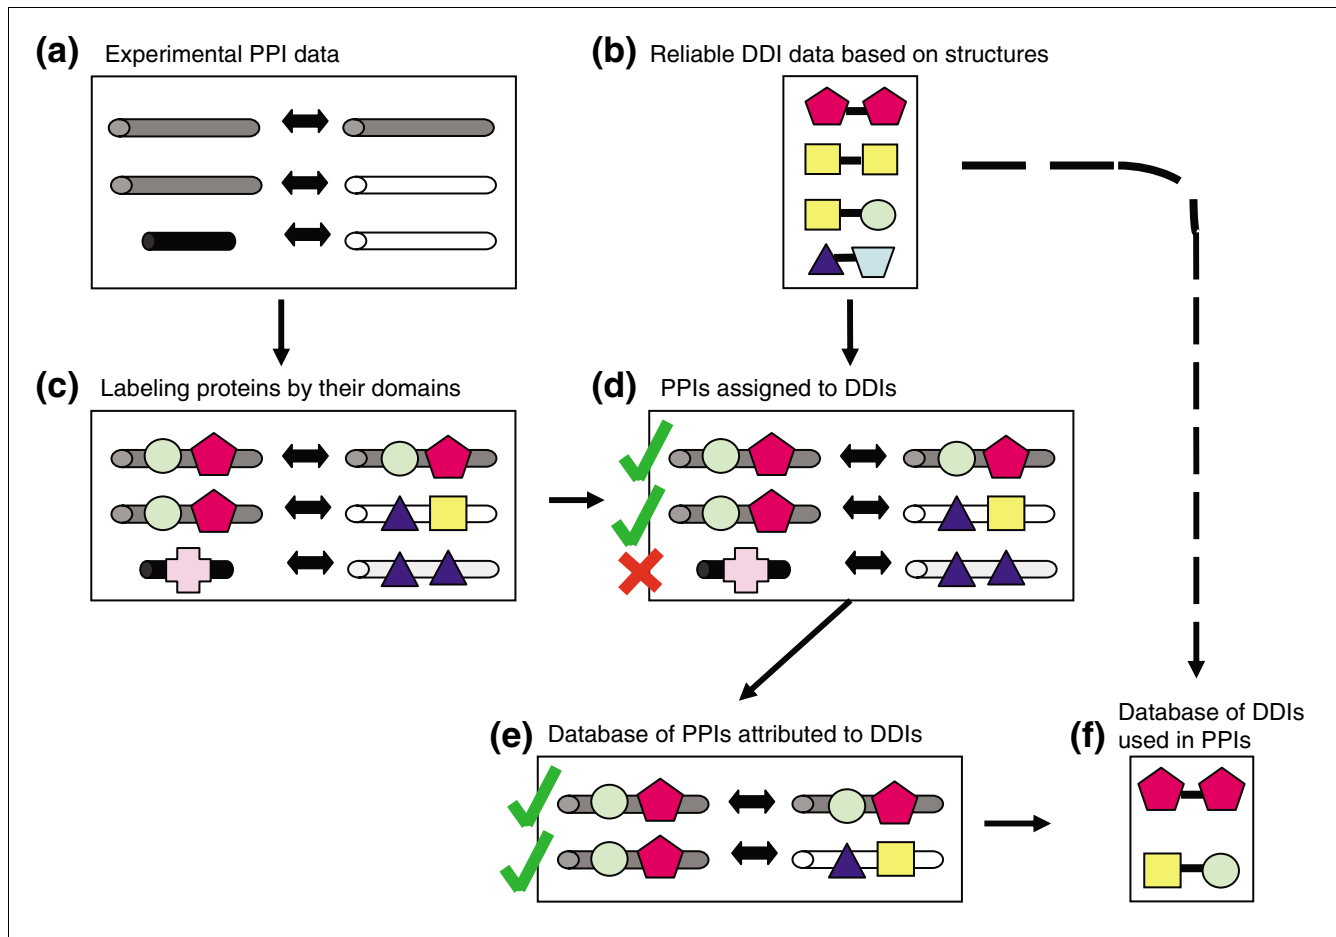 (a) Experimental PPI data
(b) Reliable DDI data based on structures
(c) Labeling proteins by their domains
(d) PPIs assigned to DDIs
(e) Database of PPIs attributed to DDIs
(f) Database of DDIs
used in PPIs